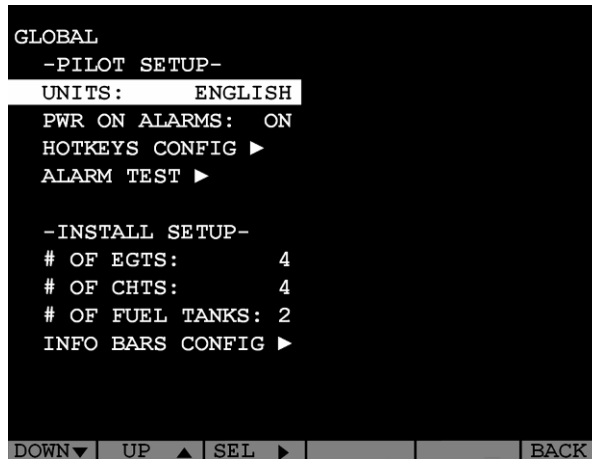 GLOBAL
-PILOT SETUP-
UNITS: ENGLISH
PWR ON ALARMS: ON
HOTKEYS CONFIG ►
ALARM TEST ►
-INSTALL SETUP-
# OF EGTS: 4
# OF CHTS: 4
# OF FUEL TANKS: 2
INFO BARS CONFIG ►
DOWN▼ UP ▲ SEL ► BACK